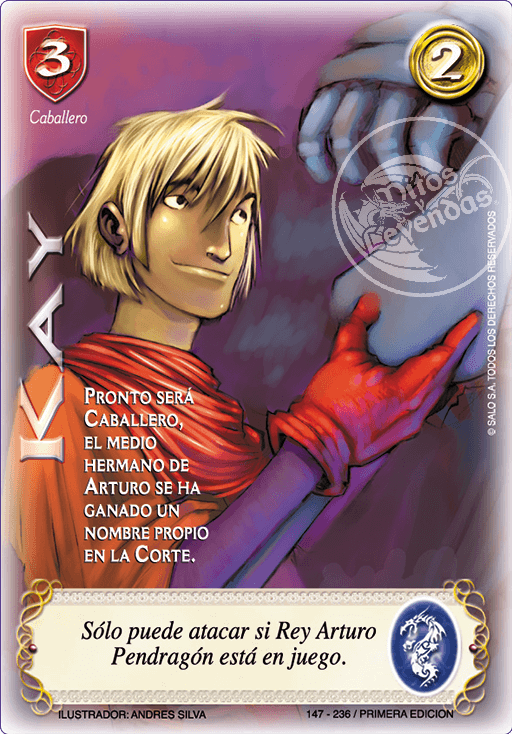 3
Caballero
2
Mitos
y
Leyendas
KAY
PRONTO SERÁ
CABALLERO,
EL MEDIO
HERMANO DE
ARTURO SE HA
GANADO UN
NOMBRE PROPIO
EN LA CORTE.
© SALO S.A. TODOS LOS DERECHOS RESERVADOS
Sólo puede atacar si Rey Arturo
Pendragón está en juego.
ILUSTRADOR: ANDRES SILVA
147 - 236 / PRIMERA EDICION